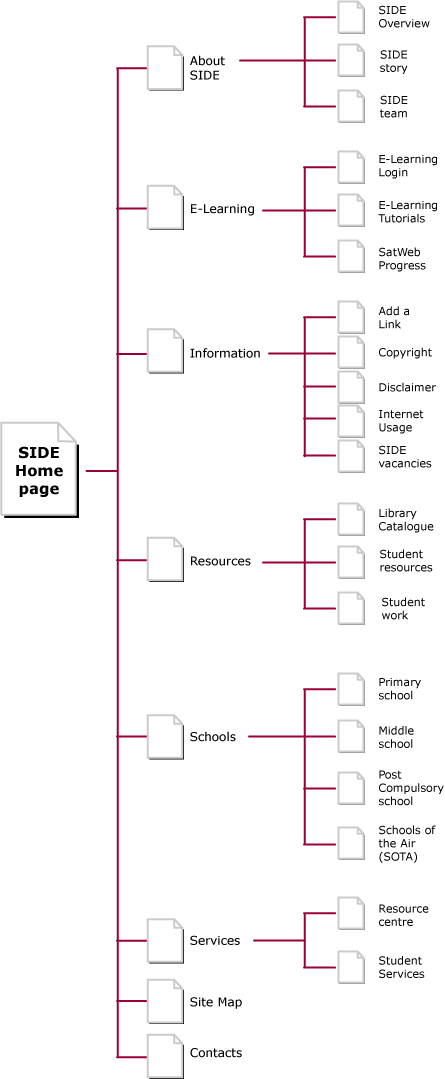 SIDE
Home
page
About
SIDE
SIDE
Overview
SIDE
story
SIDE
team
E-Learning
E-Learning
Login
E-Learning
Tutorials
SatWeb
Progress
Information
Add a
Link
Copyright
Disclaimer
Internet
Usage
SIDE
vacancies
Resources
Library
Catalogue
Student
resources
Student
work
Schools
Primary
school
Middle
school
Post
Compulsory
school
Schools of
the Air
(SOTA)
Services
Resource
centre
Student
Services
Site Map
Contacts